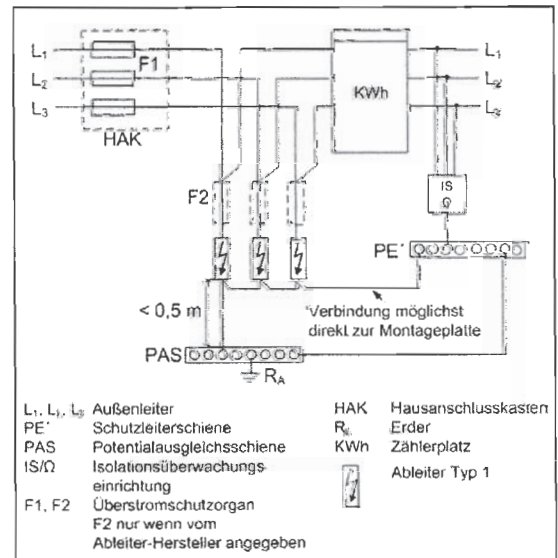 L₁ F1 L₁
L₂ KWh L₂
L₃ L₃
HAK
IS
Ω
F2
PE'
< 0,5 m
Verbindung möglichst
direkt zur Montageplatte
PAS
R_A
L₁, L₂, L₃ Außenleiter
PE' Schutzleiterschiene
PAS Potentialausgleichsschiene
IS/Ω Isolationsüberwachungs
einrichtung
F1, F2 Überstromschutzorgan
F2 nur wenn vom
Ableiter-Hersteller angegeben
HAK Hausanschlusskasten
R_A Erder
KWh Zählerplatz
Ableiter Typ 1